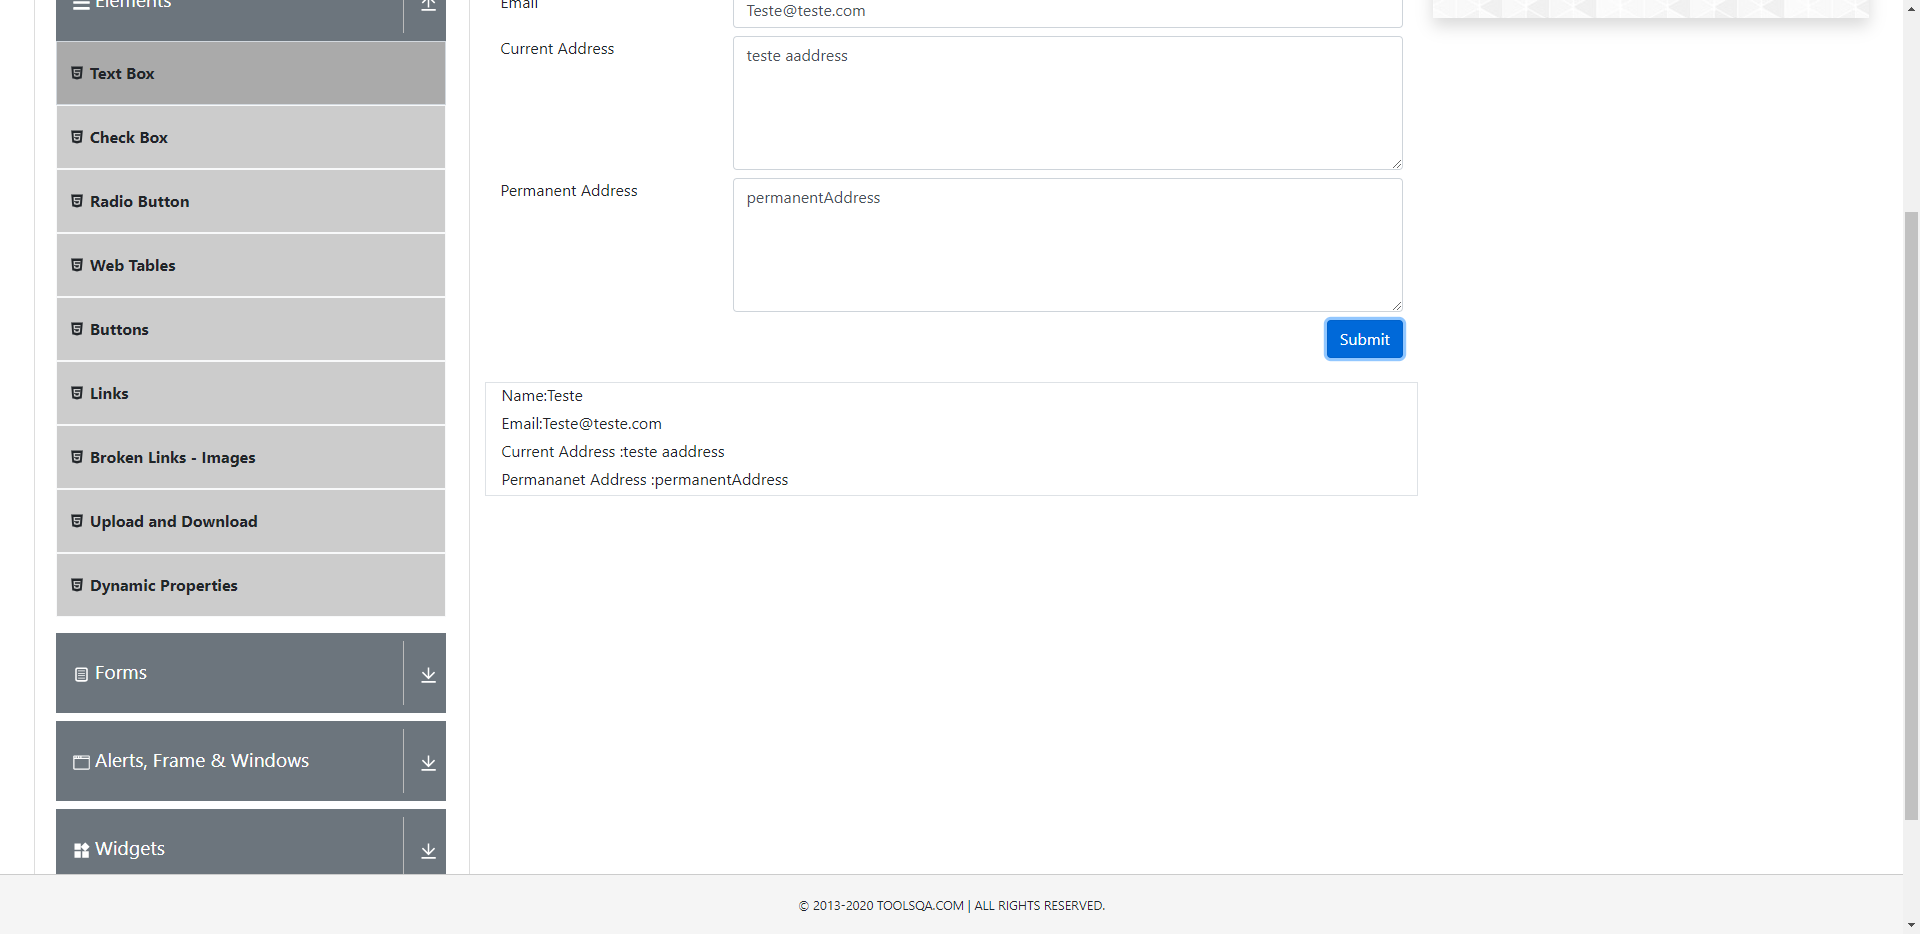 Elements
Text Box
Check Box
Radio Button
Web Tables
Buttons
Links
Broken Links - Images
Upload and Download
Dynamic Properties
Forms
Alerts, Frame & Windows
Widgets
Email
Teste@teste.com
Current Address
teste aaddress
Permanent Address
permanentAddress
Submit
Name:Teste
Email:Teste@teste.com
Current Address :teste aaddress
Permananet Address :permanentAddress
© 2013-2020 TOOLSQA.COM | ALL RIGHTS RESERVED.